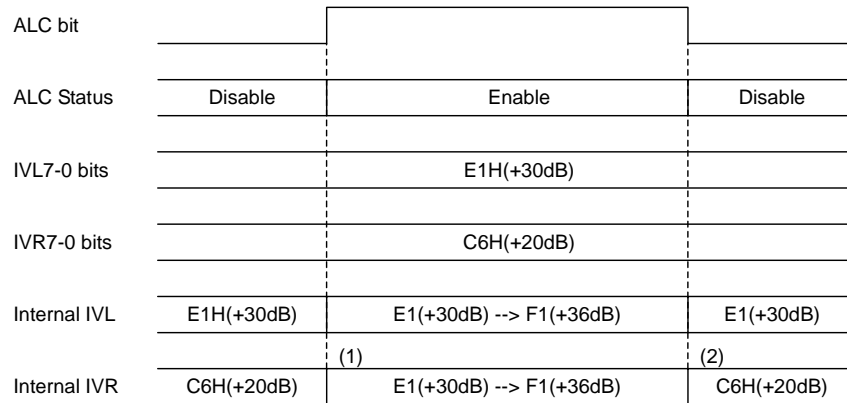 ALC bit
ALC Status Disable Enable Disable
IVL7-0 bits E1H(+30dB)
IVR7-0 bits C6H(+20dB)
Internal IVL E1H(+30dB) E1(+30dB) --> F1(+36dB) E1(+30dB)
(1) (2)
Internal IVR C6H(+20dB) E1(+30dB) --> F1(+36dB) C6H(+20dB)